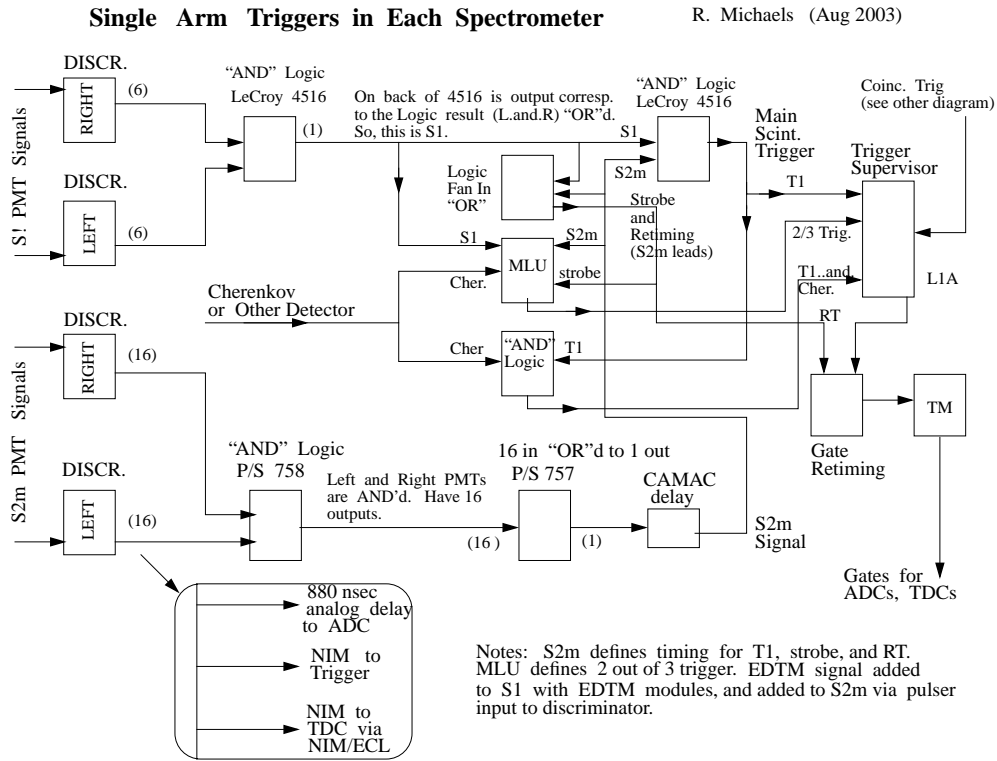 Single Arm Triggers in Each Spectrometer
R. Michaels (Aug 2003)
DISCR.
RIGHT
(6)
S! PMT Signals
DISCR.
LEFT
(6)
“AND” Logic
LeCroy 4516
(1)
On back of 4516 is output corresp.
to the Logic result (L.and.R) “OR”d.
So, this is S1.
“AND” Logic
LeCroy 4516
S1
S2m
Main
Scint.
Trigger
Coinc. Trig
(see other diagram)
Trigger
Supervisor
T1
2/3 Trig.
T1..and.
Cher.
L1A
RT
Logic
Fan In
“OR”
Strobe
and
Retiming
(S2m leads)
S1
S2m
MLU
Cher.
strobe
Cherenkov
or Other Detector
Cher
“AND”
Logic
T1
DISCR.
RIGHT
(16)
S2m PMT Signals
DISCR.
LEFT
(16)
“AND” Logic
P/S 758
Left and Right PMTs
are AND’d. Have 16
outputs.
16 in “OR”d to 1 out
P/S 757
(16 )
(1)
CAMAC
delay
S2m
Signal
Gate
Retiming
TM
Gates for
ADCs, TDCs
880 nsec
analog delay
to ADC
NIM to
Trigger
NIM to
TDC via
NIM/ECL
Notes: S2m defines timing for T1, strobe, and RT.
MLU defines 2 out of 3 trigger. EDTM signal added
to S1 with EDTM modules, and added to S2m via pulser
input to discriminator.